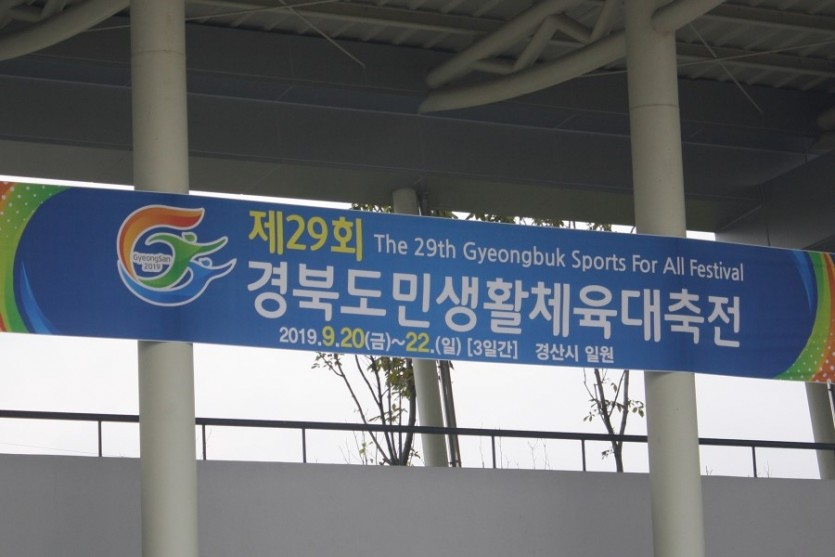 GyeongSan
2019
제29회 The 29th Gyeongbuk Sports For All Festival
경북도민생활체육대축전
2019.9.20(금)~22.(일) [3일간] 경산시 일원